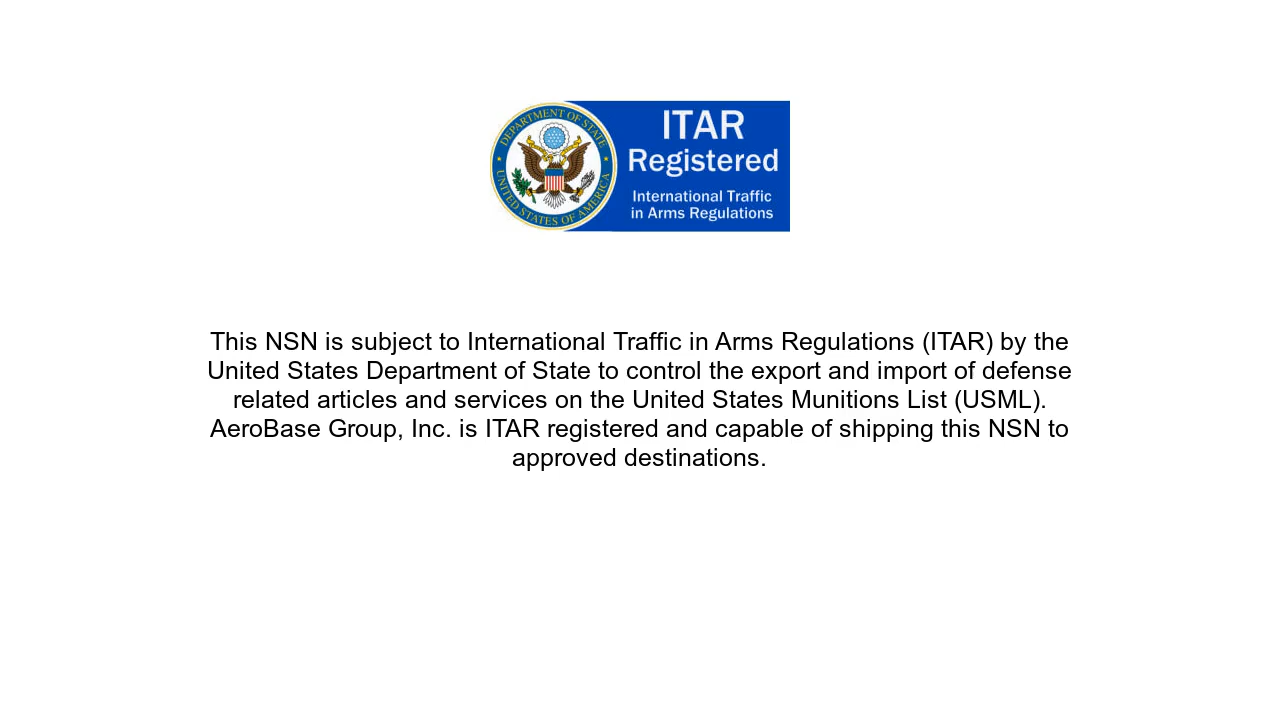 DEPARTMENT OF STATE
UNITED STATES OF AMERICA
ITAR
Registered
International Traffic
in Arms Regulations
This NSN is subject to International Traffic in Arms Regulations (ITAR) by the
United States Department of State to control the export and import of defense
related articles and services on the United States Munitions List (USML).
AeroBase Group, Inc. is ITAR registered and capable of shipping this NSN to
approved destinations.